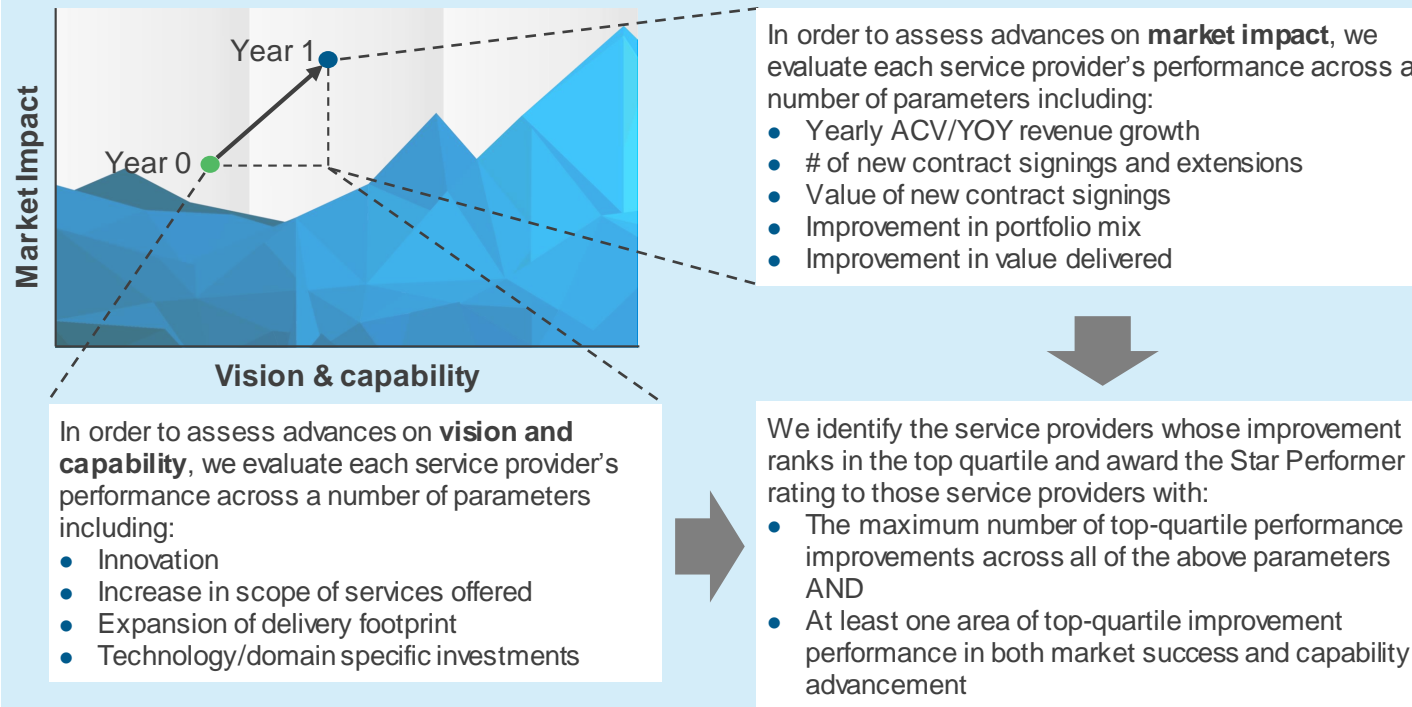 Market Impact
Year 1
Year 0
Vision & capability
In order to assess advances on market impact, we
evaluate each service provider's performance across a
number of parameters including:
● Yearly ACV/YOY revenue growth
● # of new contract signings and extensions
● Value of new contract signings
● Improvement in portfolio mix
● Improvement in value delivered
In order to assess advances on vision and
capability, we evaluate each service provider's
performance across a number of parameters
including:
● Innovation
● Increase in scope of services offered
● Expansion of delivery footprint
● Technology/domain specific investments
We identify the service providers whose improvement
ranks in the top quartile and award the Star Performer
rating to those service providers with:
● The maximum number of top-quartile performance
improvements across all of the above parameters
AND
● At least one area of top-quartile improvement
performance in both market success and capability
advancement